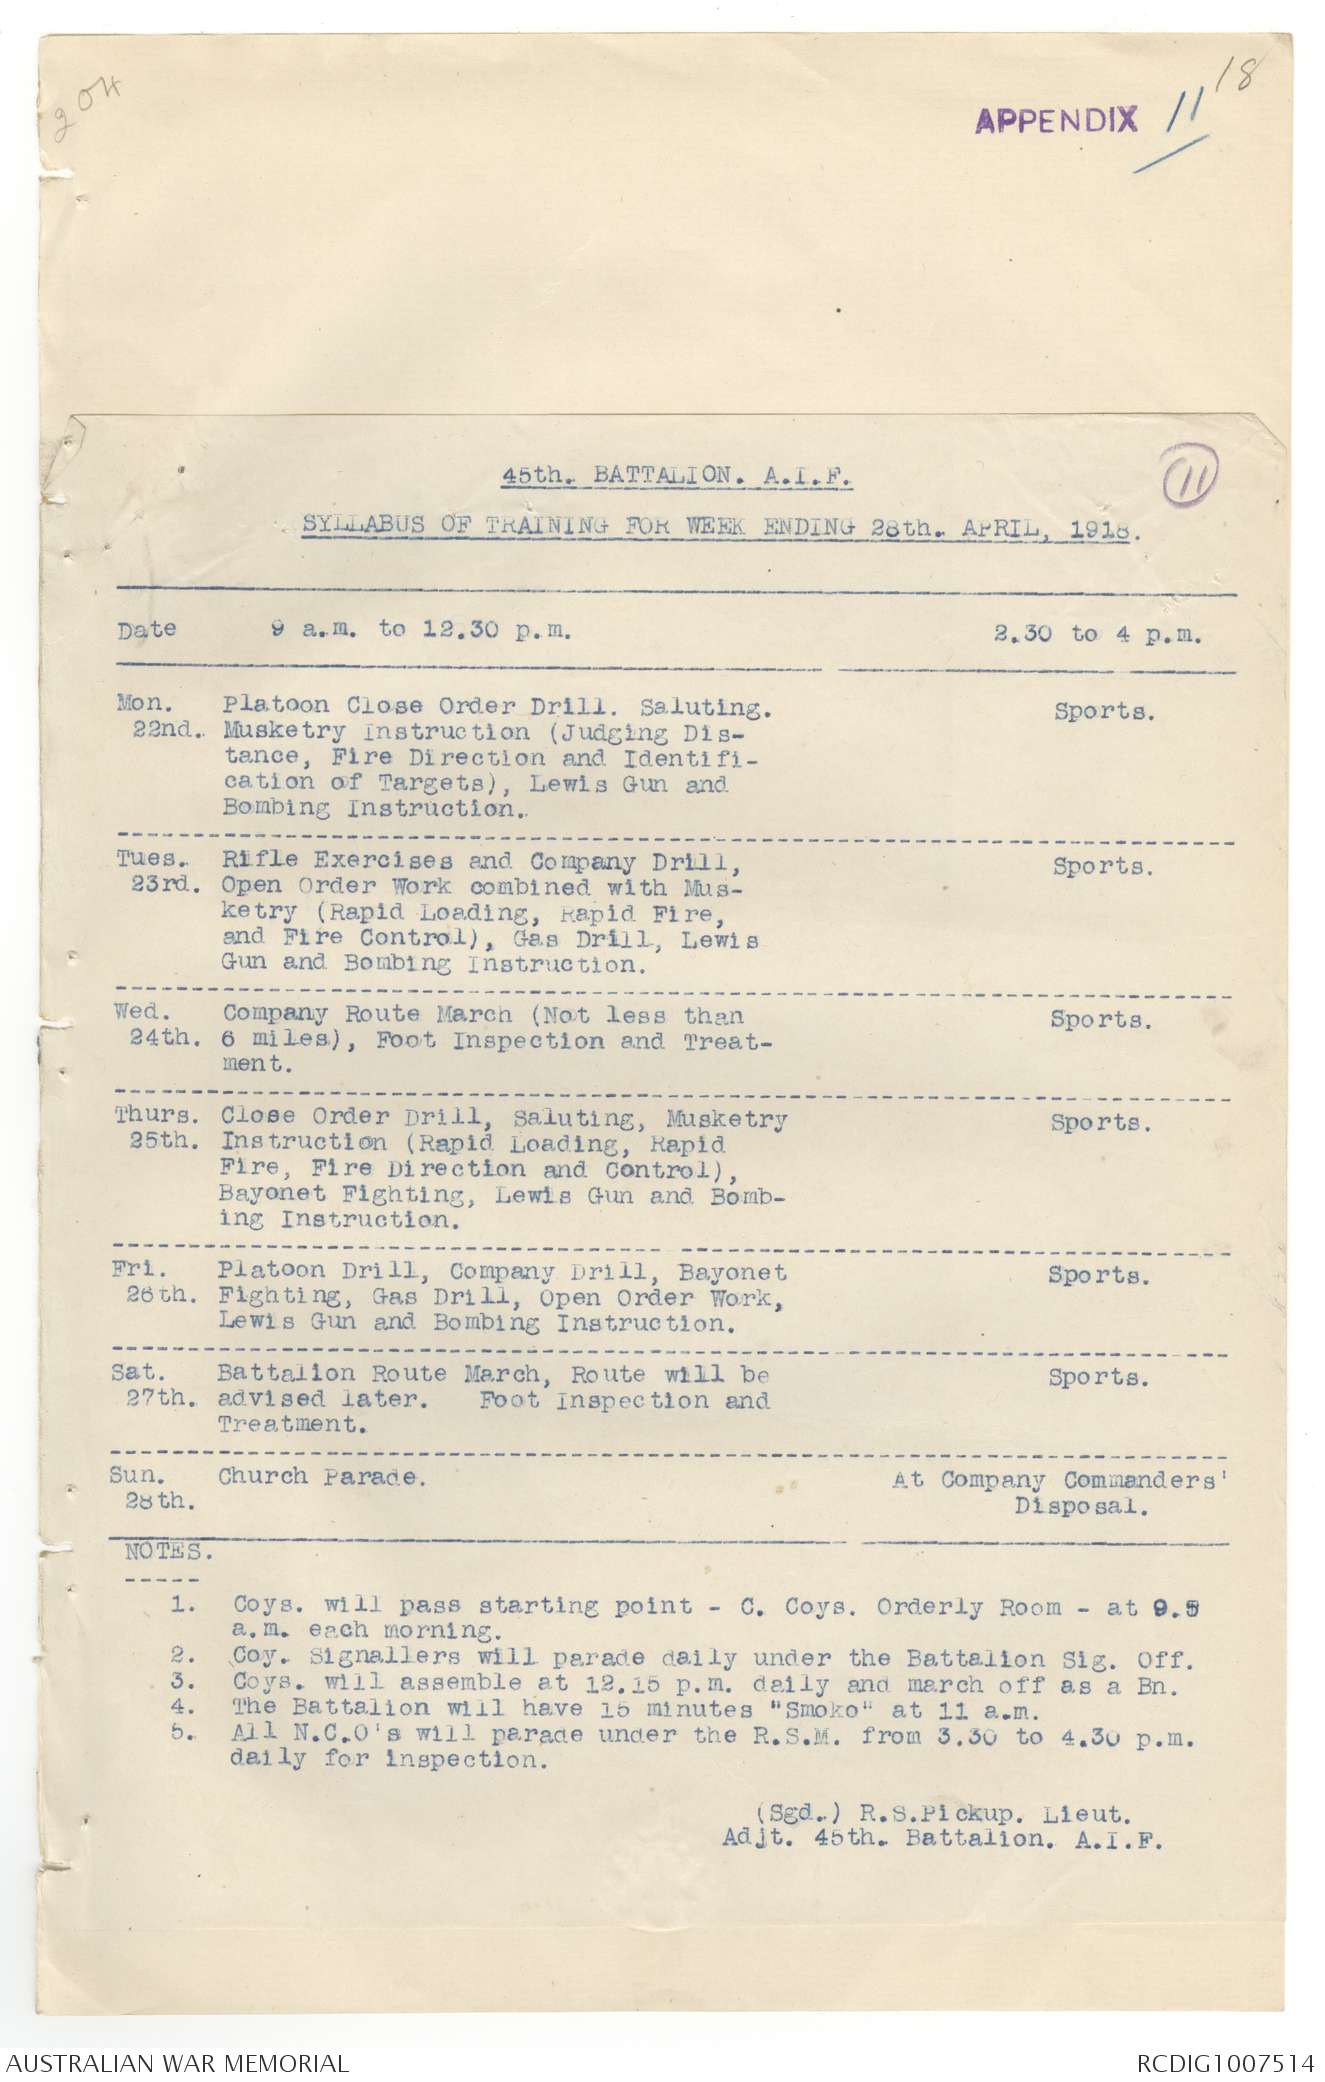 204
18
APPENDIX 11
11
45th. BATTALION. A.I.F.
SYLLABUS OF TRAINING FOR WEEK ENDING 28th. APRIL, 1918.
Date 9 a.m. to 12.30 p.m. 2.30 to 4 p.m.
Mon. Platoon Close Order Drill. Saluting. Sports.
22nd. Musketry Instruction (Judging Dis-
tance, Fire Direction and Identifi-
cation of Targets), Lewis Gun and
Bombing Instruction.
Tues. Rifle Exercises and Company Drill, Sports.
23rd. Open Order Work combined with Mus-
ketry (Rapid Loading, Rapid Fire,
and Fire Control), Gas Drill, Lewis
Gun and Bombing Instruction.
Wed. Company Route March (Not less than Sports.
24th. 6 miles), Foot Inspection and Treat-
ment.
Thurs. Close Order Drill, Saluting, Musketry Sports.
25th. Instruction (Rapid Loading, Rapid
Fire, Fire Direction and Control),
Bayonet Fighting, Lewis Gun and Bomb-
ing Instruction.
Fri. Platoon Drill, Company Drill, Bayonet Sports.
26th. Fighting, Gas Drill, Open Order Work,
Lewis Gun and Bombing Instruction.
Sat. Battalion Route March, Route will be Sports.
27th. advised later. Foot Inspection and
Treatment.
Sun. Church Parade. At Company Commanders'
28th. Disposal.
NOTES.
1. Coys. will pass starting point - C. Coys. Orderly Room - at 9.5
a.m. each morning.
2. Coy. Signallers will parade daily under the Battalion Sig. Off.
3. Coys. will assemble at 12.15 p.m. daily and march off as a Bn.
4. The Battalion will have 15 minutes "Smoko" at 11 a.m.
5. All N.C.O's will parade under the R.S.M. from 3.30 to 4.30 p.m.
daily for inspection.
(Sgd.) R.S.Pickup. Lieut.
Adjt. 45th. Battalion. A.I.F.
AUSTRALIAN WAR MEMORIAL RCDIG1007514